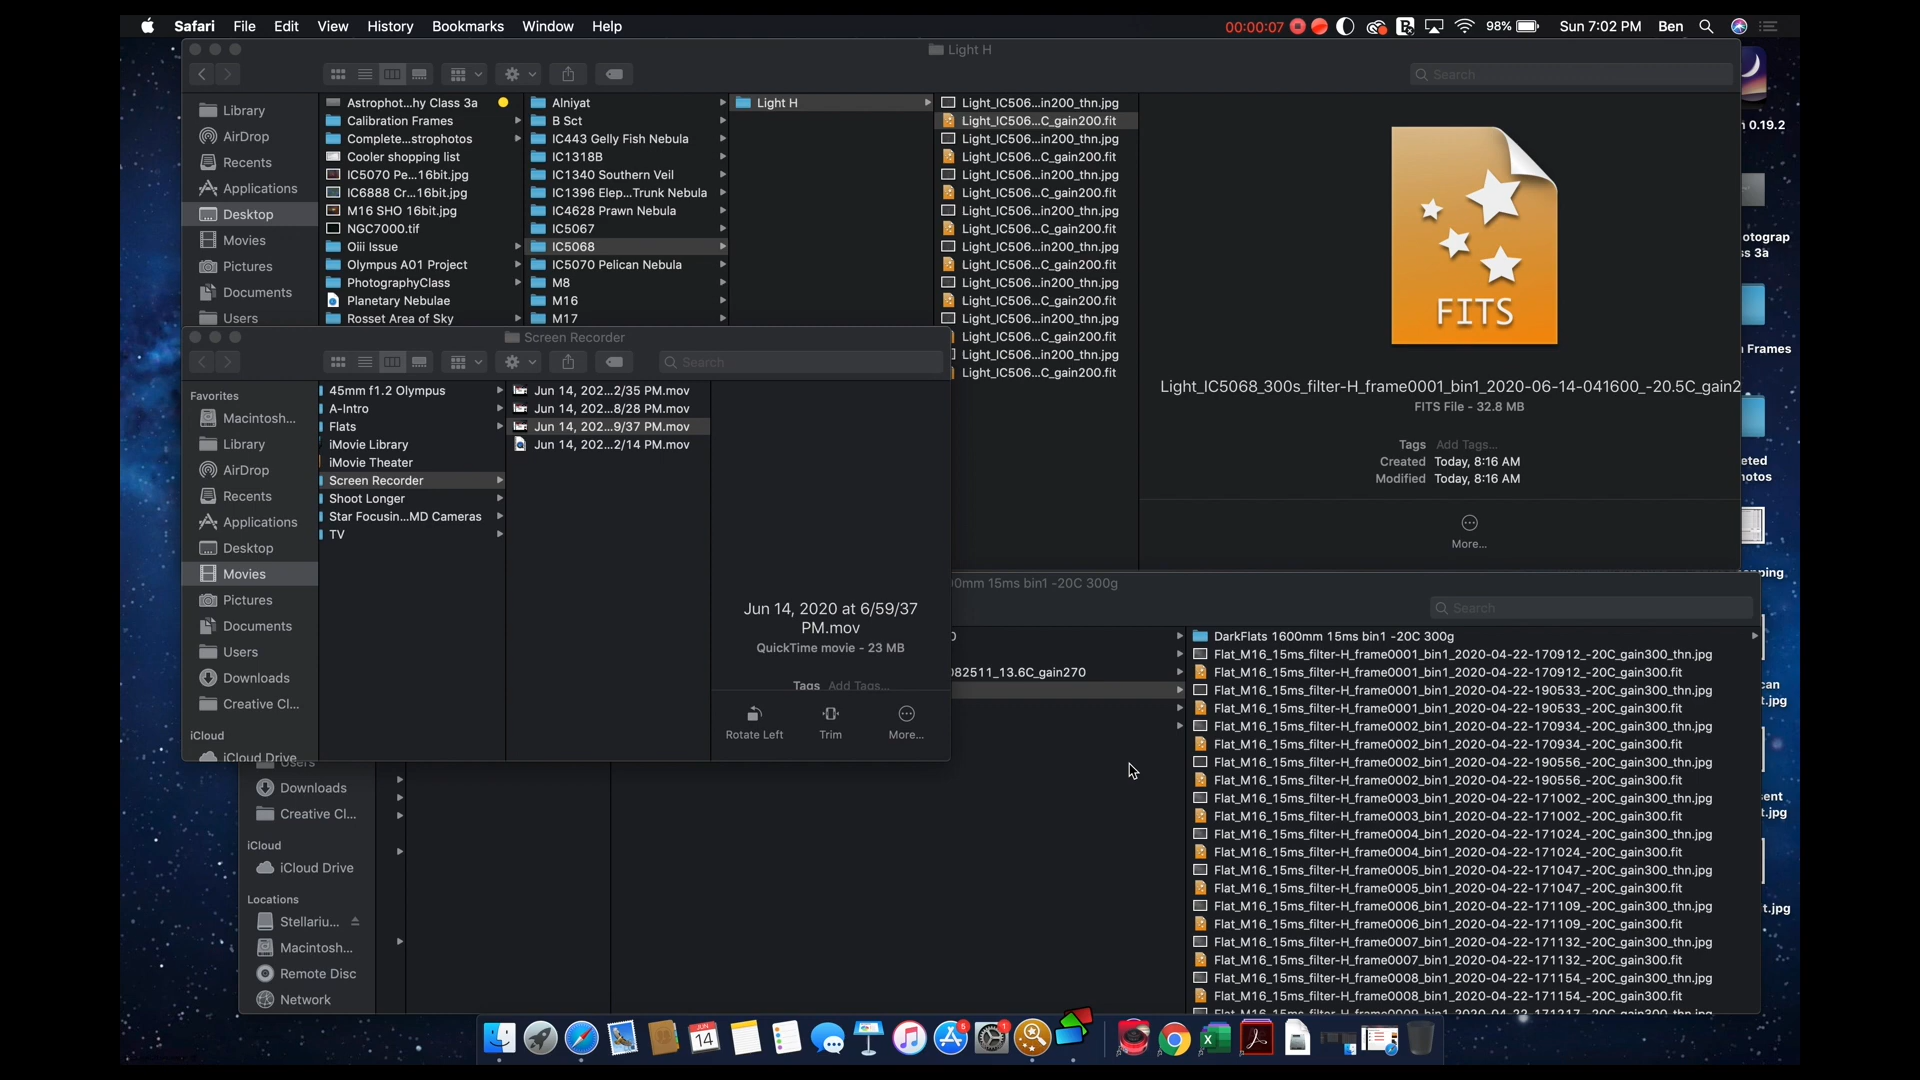 Safari File Edit View History Bookmarks Window Help
00:00:07 98% Sun 7:02 PM Ben
Light H
Search
Library
AirDrop
Recents
Applications
Desktop
Movies
Pictures
Documents
Users
Astrophot...hy Class 3a
Calibration Frames
Complete...strophotos
Cooler shopping list
IC5070 Pe...16bit.jpg
IC6888 Cr...16bit.jpg
M16 SHO 16bit.jpg
NGC7000.tif
Oiii Issue
Olympus A01 Project
PhotographyClass
Planetary Nebulae
Rosset Area of Sky
Alniyat
B Sct
IC443 Gelly Fish Nebula
IC1318B
IC1340 Southern Veil
IC1396 Elep...Trunk Nebula
IC4628 Prawn Nebula
IC5067
IC5068
IC5070 Pelican Nebula
M8
M16
M17
Light H
Light_IC506...in200_thn.jpg
Light_IC506...C_gain200.fit
Light_IC506...in200_thn.jpg
Light_IC506...C_gain200.fit
Light_IC506...in200_thn.jpg
Light_IC506...C_gain200.fit
Light_IC506...in200_thn.jpg
Light_IC506...C_gain200.fit
Light_IC506...in200_thn.jpg
Light_IC506...C_gain200.fit
Light_IC506...in200_thn.jpg
Light_IC506...C_gain200.fit
Light_IC506...in200_thn.jpg
Light_IC506...C_gain200.fit
Light_IC506...in200_thn.jpg
Light_IC506...C_gain200.fit
FITS
Light_IC5068_300s_filter-H_frame0001_bin1_2020-06-14-041600_-20.5C_gain2
FITS File - 32.8 MB
Tags Add Tags...
Created Today, 8:16 AM
Modified Today, 8:16 AM
More...
0.19.2
otograp
ss 3a
Frames
eted
otos
ping
can
t.jpg
ent
t.jpg
t.jpg
Screen Recorder
Search
Favorites
Macintosh...
Library
AirDrop
Recents
Applications
Desktop
Movies
Pictures
Documents
Users
Downloads
Creative Cl...
iCloud
iCloud Drive
45mm f1.2 Olympus
A-Intro
Flats
iMovie Library
iMovie Theater
Screen Recorder
Shoot Longer
Star Focusin...MD Cameras
TV
Jun 14, 202...2/35 PM.mov
Jun 14, 202...8/28 PM.mov
Jun 14, 202...9/37 PM.mov
Jun 14, 202...2/14 PM.mov
Jun 14, 2020 at 6/59/37
PM.mov
QuickTime movie - 23 MB
Tags Add Tags...
Rotate Left Trim More...
0mm 15ms bin1 -20C 300g
Search
0
082511_13.6C_gain270
DarkFlats 1600mm 15ms bin1 -20C 300g
Flat_M16_15ms_filter-H_frame0001_bin1_2020-04-22-170912_-20C_gain300_thn.jpg
Flat_M16_15ms_filter-H_frame0001_bin1_2020-04-22-170912_-20C_gain300.fit
Flat_M16_15ms_filter-H_frame0001_bin1_2020-04-22-190533_-20C_gain300_thn.jpg
Flat_M16_15ms_filter-H_frame0001_bin1_2020-04-22-190533_-20C_gain300.fit
Flat_M16_15ms_filter-H_frame0002_bin1_2020-04-22-170934_-20C_gain300_thn.jpg
Flat_M16_15ms_filter-H_frame0002_bin1_2020-04-22-170934_-20C_gain300.fit
Flat_M16_15ms_filter-H_frame0002_bin1_2020-04-22-190556_-20C_gain300_thn.jpg
Flat_M16_15ms_filter-H_frame0002_bin1_2020-04-22-190556_-20C_gain300.fit
Flat_M16_15ms_filter-H_frame0003_bin1_2020-04-22-171002_-20C_gain300_thn.jpg
Flat_M16_15ms_filter-H_frame0003_bin1_2020-04-22-171002_-20C_gain300.fit
Flat_M16_15ms_filter-H_frame0004_bin1_2020-04-22-171024_-20C_gain300_thn.jpg
Flat_M16_15ms_filter-H_frame0004_bin1_2020-04-22-171024_-20C_gain300.fit
Flat_M16_15ms_filter-H_frame0005_bin1_2020-04-22-171047_-20C_gain300_thn.jpg
Flat_M16_15ms_filter-H_frame0005_bin1_2020-04-22-171047_-20C_gain300.fit
Flat_M16_15ms_filter-H_frame0006_bin1_2020-04-22-171109_-20C_gain300_thn.jpg
Flat_M16_15ms_filter-H_frame0006_bin1_2020-04-22-171109_-20C_gain300.fit
Flat_M16_15ms_filter-H_frame0007_bin1_2020-04-22-171132_-20C_gain300_thn.jpg
Flat_M16_15ms_filter-H_frame0007_bin1_2020-04-22-171132_-20C_gain300.fit
Flat_M16_15ms_filter-H_frame0008_bin1_2020-04-22-171154_-20C_gain300_thn.jpg
Flat_M16_15ms_filter-H_frame0008_bin1_2020-04-22-171154_-20C_gain300.fit
Users
Downloads
Creative Cl...
iCloud
iCloud Drive
Locations
Stellariu...
Macintosh...
Remote Disc
Network
JUN
14
5
1